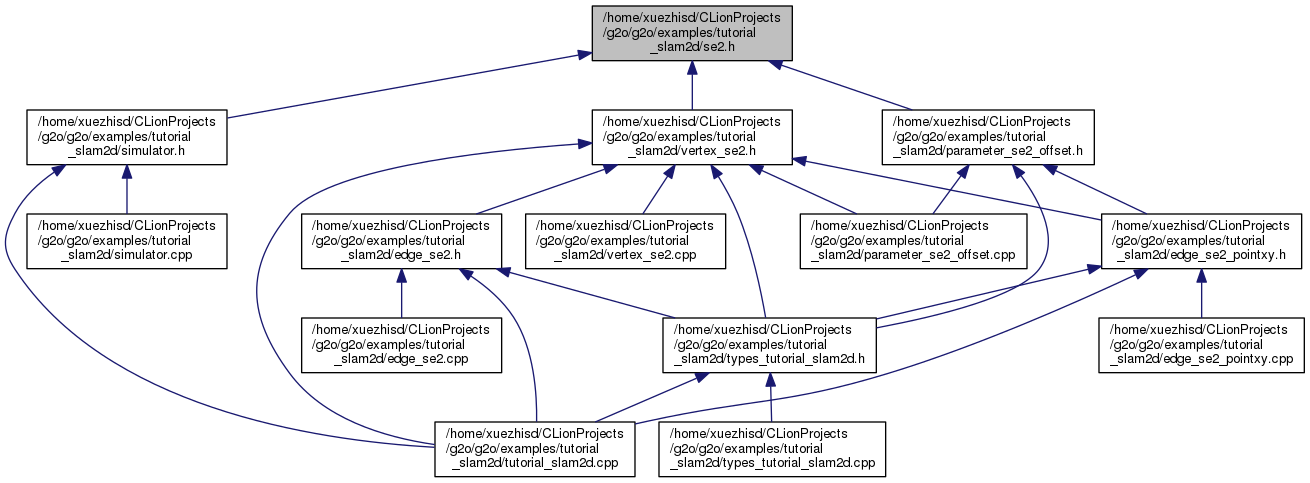 /home/xuezhisd/CLionProjects
/g2o/g2o/examples/tutorial
_slam2d/se2.h
/home/xuezhisd/CLionProjects
/g2o/g2o/examples/tutorial
_slam2d/simulator.h
/home/xuezhisd/CLionProjects
/g2o/g2o/examples/tutorial
_slam2d/vertex_se2.h
/home/xuezhisd/CLionProjects
/g2o/g2o/examples/tutorial
_slam2d/parameter_se2_offset.h
/home/xuezhisd/CLionProjects
/g2o/g2o/examples/tutorial
_slam2d/simulator.cpp
/home/xuezhisd/CLionProjects
/g2o/g2o/examples/tutorial
_slam2d/edge_se2.h
/home/xuezhisd/CLionProjects
/g2o/g2o/examples/tutorial
_slam2d/vertex_se2.cpp
/home/xuezhisd/CLionProjects
/g2o/g2o/examples/tutorial
_slam2d/parameter_se2_offset.cpp
/home/xuezhisd/CLionProjects
/g2o/g2o/examples/tutorial
_slam2d/edge_se2_pointxy.h
/home/xuezhisd/CLionProjects
/g2o/g2o/examples/tutorial
_slam2d/edge_se2.cpp
/home/xuezhisd/CLionProjects
/g2o/g2o/examples/tutorial
_slam2d/types_tutorial_slam2d.h
/home/xuezhisd/CLionProjects
/g2o/g2o/examples/tutorial
_slam2d/edge_se2_pointxy.cpp
/home/xuezhisd/CLionProjects
/g2o/g2o/examples/tutorial
_slam2d/tutorial_slam2d.cpp
/home/xuezhisd/CLionProjects
/g2o/g2o/examples/tutorial
_slam2d/types_tutorial_slam2d.cpp